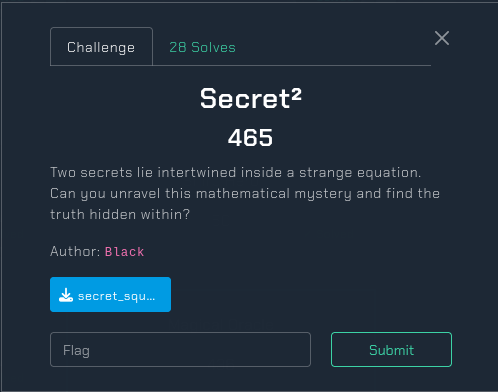 Challenge
28 Solves
Secret²
465
Two secrets lie intertwined inside a strange equation.
Can you unravel this mathematical mystery and find the
truth hidden within?
Author: Black
secret_squ...
Flag
Submit